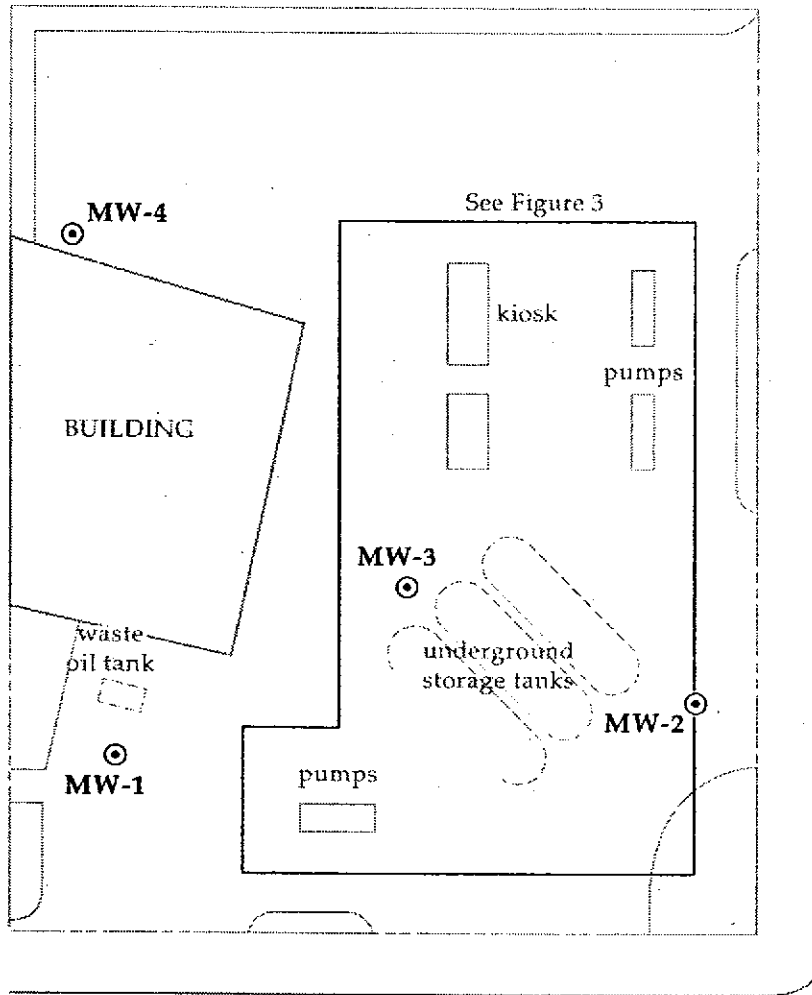 MW-4
See Figure 3
kiosk
pumps
BUILDING
MW-3
waste
oil tank
underground
storage tanks
MW-2
MW-1
pumps